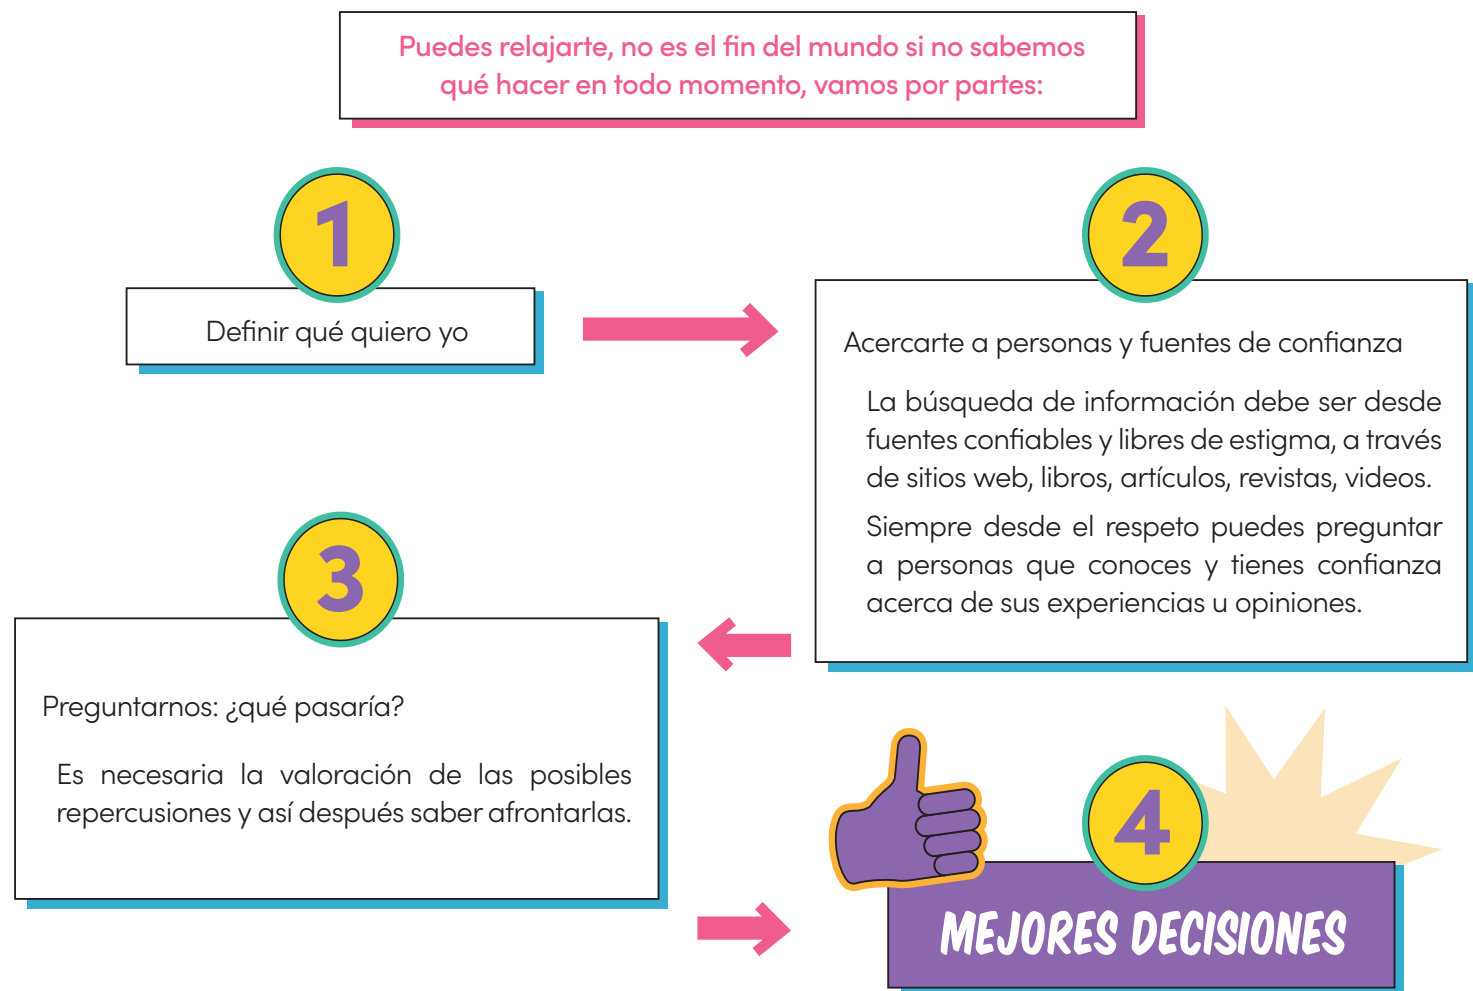 Puedes relajarte, no es el fin del mundo si no sabemos
qué hacer en todo momento, vamos por partes:
1
Definir qué quiero yo
2
Acercarte a personas y fuentes de confianza
La búsqueda de información debe ser desde
fuentes confiables y libres de estigma, a través
de sitios web, libros, artículos, revistas, videos.
Siempre desde el respeto puedes preguntar
a personas que conoces y tienes confianza
acerca de sus experiencias u opiniones.
3
Preguntarnos: ¿qué pasaría?
Es necesaria la valoración de las posibles
repercusiones y así después saber afrontarlas.
4
MEJORES DECISIONES